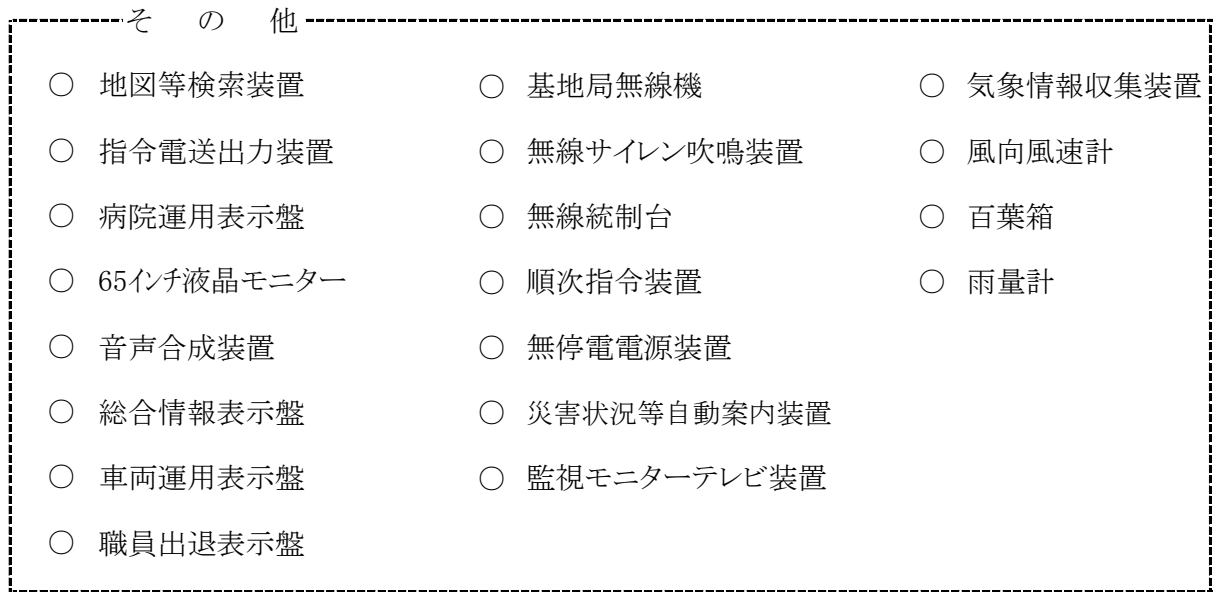 そ の 他
○ 地図等検索装置
○ 指令電送出力装置
○ 病院運用表示盤
○ 65インチ液晶モニター
○ 音声合成装置
○ 総合情報表示盤
○ 車両運用表示盤
○ 職員出退表示盤
○ 基地局無線機
○ 無線サイレン吹鳴装置
○ 無線統制台
○ 順次指令装置
○ 無停電電源装置
○ 災害状況等自動案内装置
○ 監視モニターテレビ装置
○ 気象情報収集装置
○ 風向風速計
○ 百葉箱
○ 雨量計